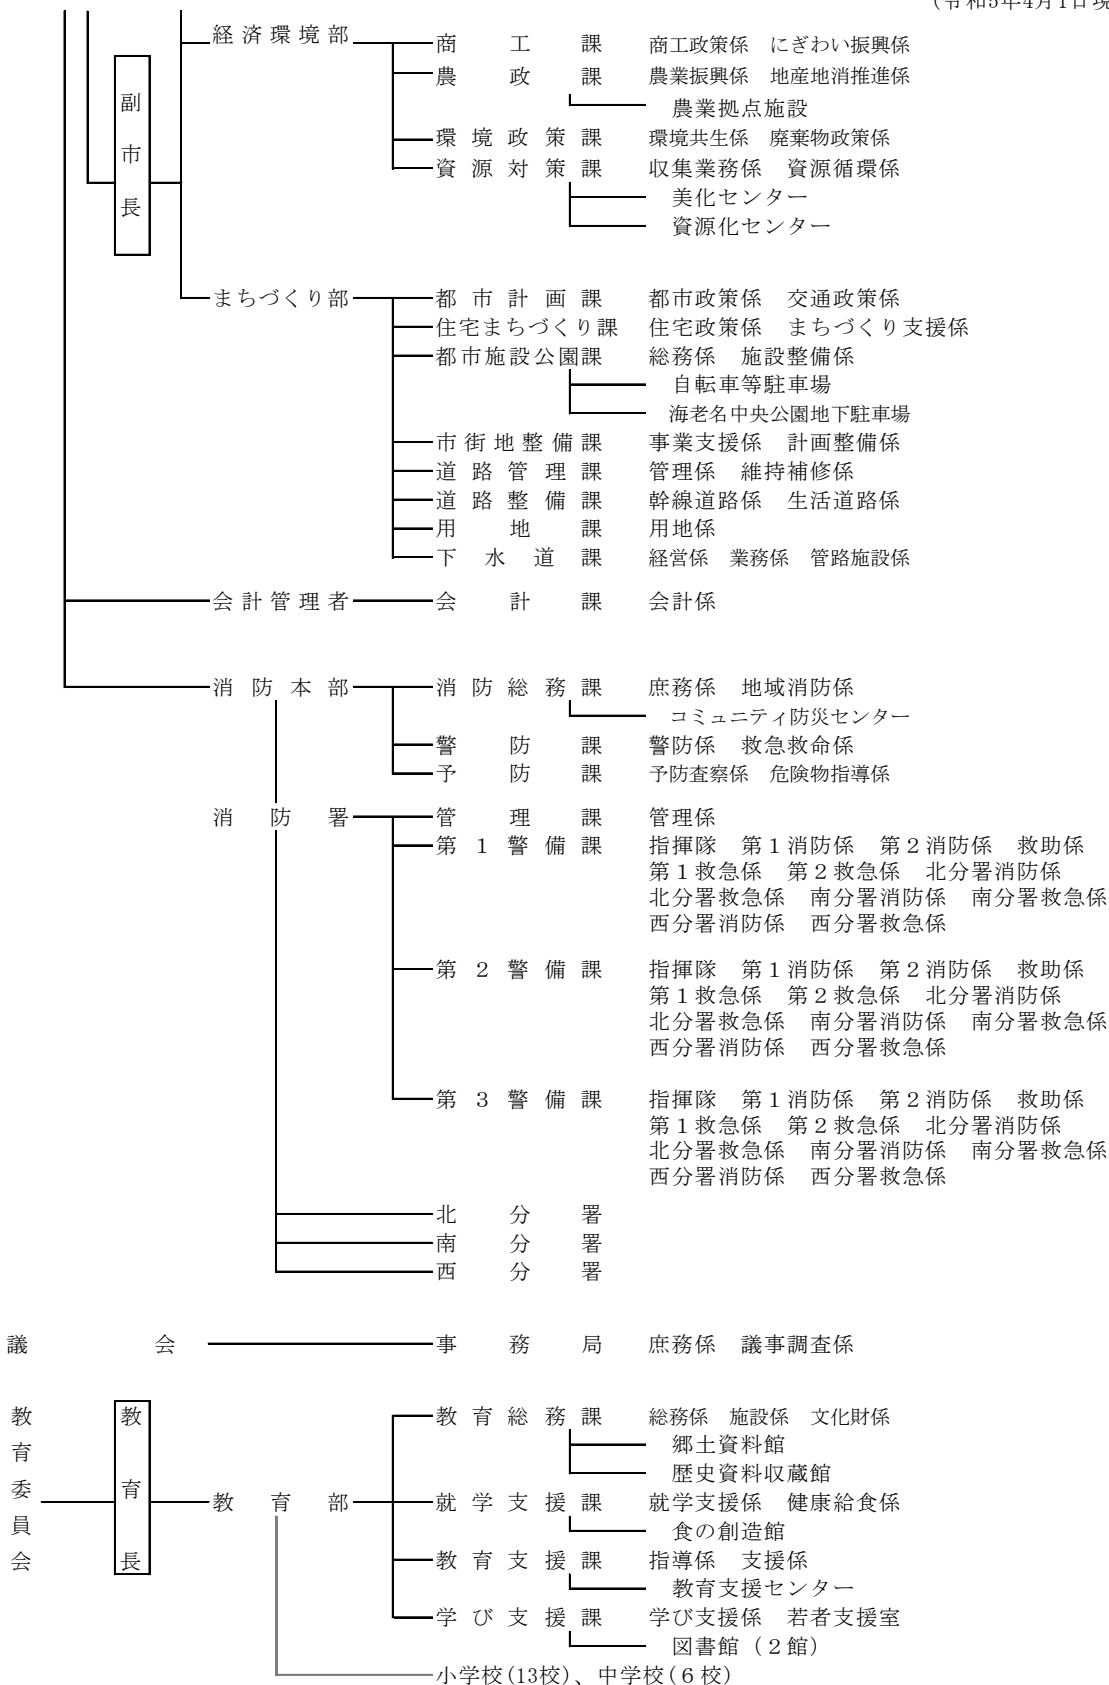 (令和5年4月1日現
経済環境部 商工課 商工政策係 にぎわい振興係
農政課 農業振興係 地産地消推進係
農業拠点施設
環境政策課 環境共生係 廃棄物政策係
資源対策課 収集業務係 資源循環係
美化センター
資源化センター
副市長
まちづくり部 都市計画課 都市政策係 交通政策係
住宅まちづくり課 住宅政策係 まちづくり支援係
都市施設公園課 総務係 施設整備係
自転車等駐車場
海老名中央公園地下駐車場
市街地整備課 事業支援係 計画整備係
道路管理課 管理係 維持補修係
道路整備課 幹線道路係 生活道路係
用地課 用地係
下水道課 経営係 業務係 管路施設係
会計管理者 会計課 会計係
消防本部 消防総務課 庶務係 地域消防係
コミュニティ防災センター
警防課 警防係 救急救命係
予防課 予防査察係 危険物指導係
消防署 管理課 管理係
第1警備課 指揮隊 第1消防係 第2消防係 救助係
第1救急係 第2救急係 北分署消防係
北分署救急係 南分署消防係 南分署救急係
西分署消防係 西分署救急係
第2警備課 指揮隊 第1消防係 第2消防係 救助係
第1救急係 第2救急係 北分署消防係
北分署救急係 南分署消防係 南分署救急係
西分署消防係 西分署救急係
第3警備課 指揮隊 第1消防係 第2消防係 救助係
第1救急係 第2救急係 北分署消防係
北分署救急係 南分署消防係 南分署救急係
西分署消防係 西分署救急係
北分署
南分署
西分署
議会 事務局 庶務係 議事調査係
教育委員会
教育長
教育部 教育総務課 総務係 施設係 文化財係
郷土資料館
歴史資料収蔵館
就学支援課 就学支援係 健康給食係
食の創造館
教育支援課 指導係 支援係
教育支援センター
学び支援課 学び支援係 若者支援室
図書館(2館)
小学校(13校)、中学校(6校)